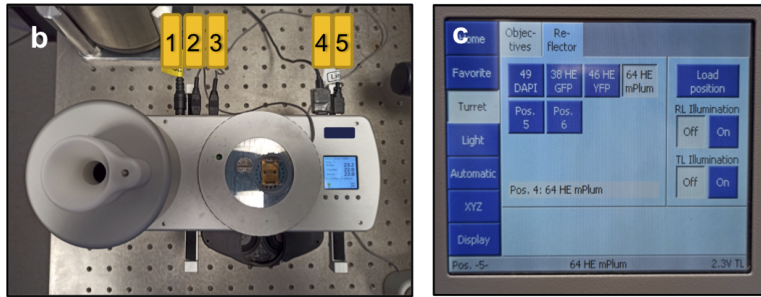 b
1 2 3 4 5
c
Home
Objec-
tives
Re-
flector
Favorite
Turret
Light
Automatic
XYZ
Display
49
DAPI
38 HE
GFP
46 HE
YFP
64 HE
mPlum
Pos.
5
Pos.
6
Pos. 4: 64 HE mPlum
Load
position
RL Illumination
Off On
TL Illumination
Off On
Pos. -5- 64 HE mPlum 2.3V TL